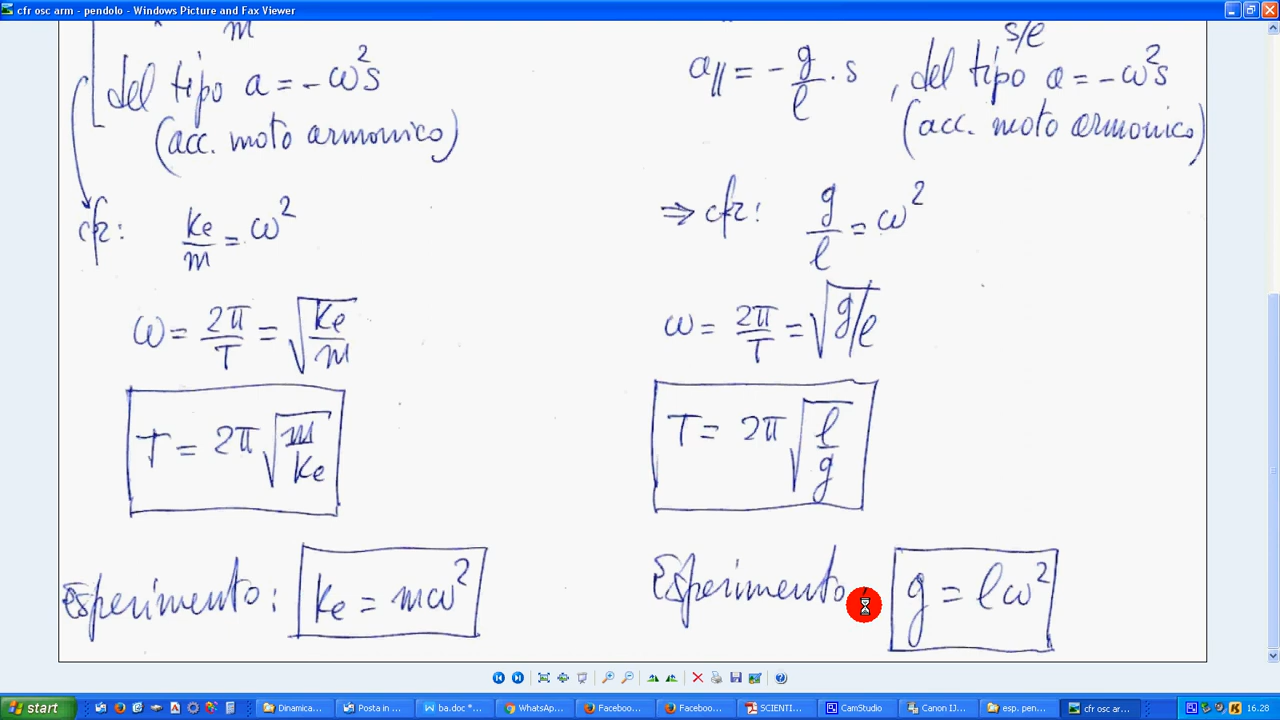 cfr osc arm - pendolo - Windows Picture and Fax Viewer
m
del tipo a = -ω²s
(acc. moto armonico)
cfr: ke/m = ω²
ω = 2π/T = √(ke/m)
T = 2π √(m/ke)
Esperimento: ke = mω²
s/l
a∥ = - g/l . s , del tipo a = -ω²s
(acc. moto armonico)
⇒ cfr: g/l = ω²
ω = 2π/T = √(g/l)
T = 2π √(l/g)
Esperimento: g = lω²
start
Dinamica...
Posta in ...
ba.doc * ...
WhatsAp...
Faceboo...
Faceboo...
SCIENTI...
CamStudio
Canon IJ...
esp. pen...
cfr osc arm...
16.28